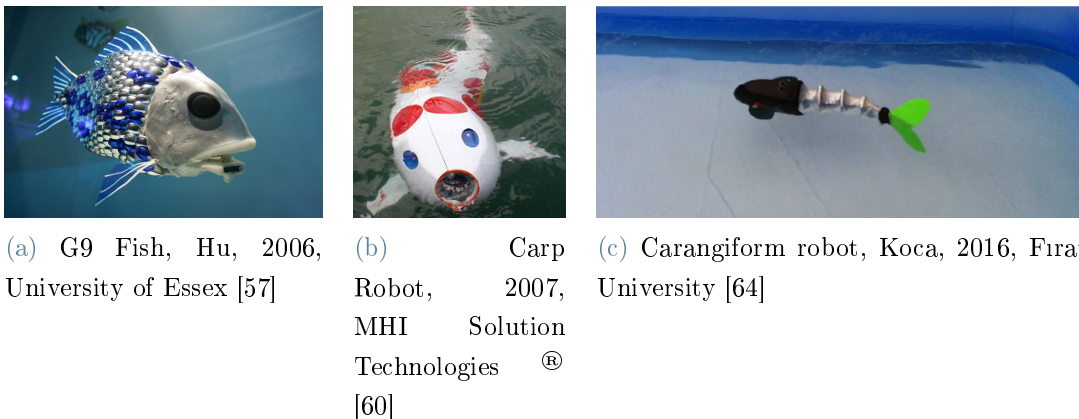 (a) G9 Fish, Hu, 2006,
University of Essex [57]
(b) Carp
Robot, 2007,
MHI Solution
Technologies ®
[60]
(c) Carangiform robot, Koca, 2016, Fıra
University [64]